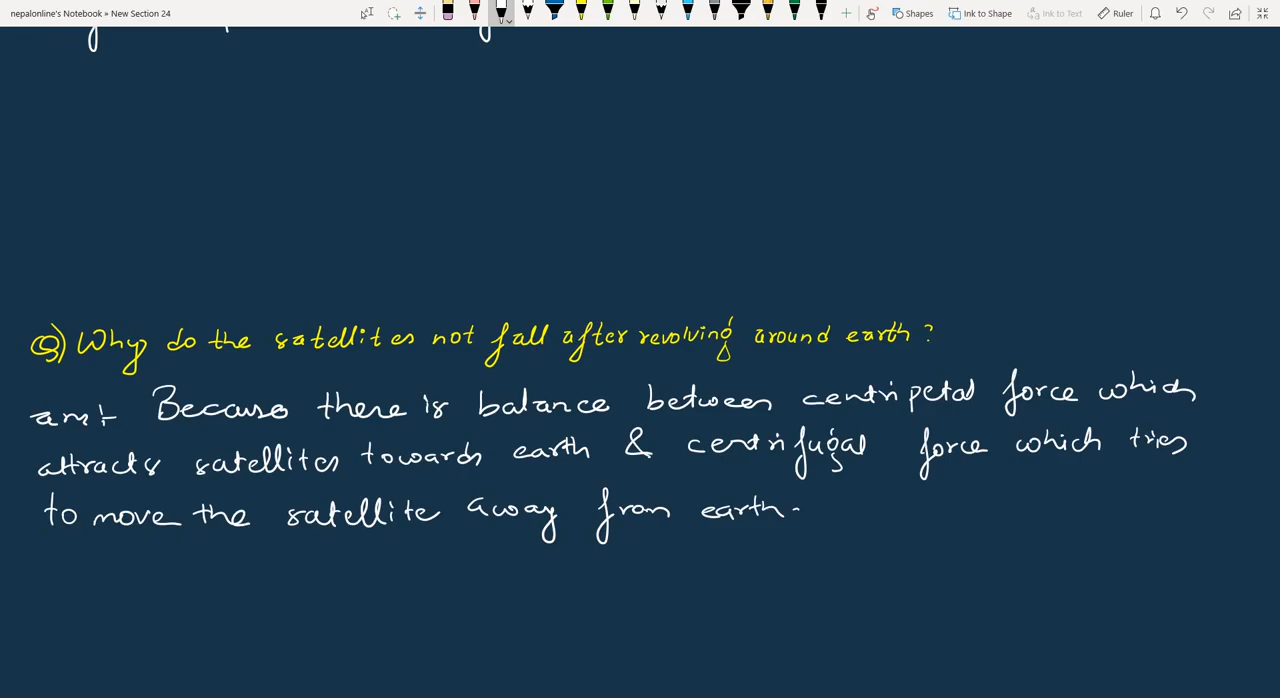 nepalonline's Notebook » New Section 24
Shapes Ink to Shape Ink to Text Ruler
Q) Why do the satellites not fall after revolving around earth?
ans:- Because there is balance between centripetal force which
attracts satellites towards earth & centrifugal force which tries
to move the satellite away from earth.